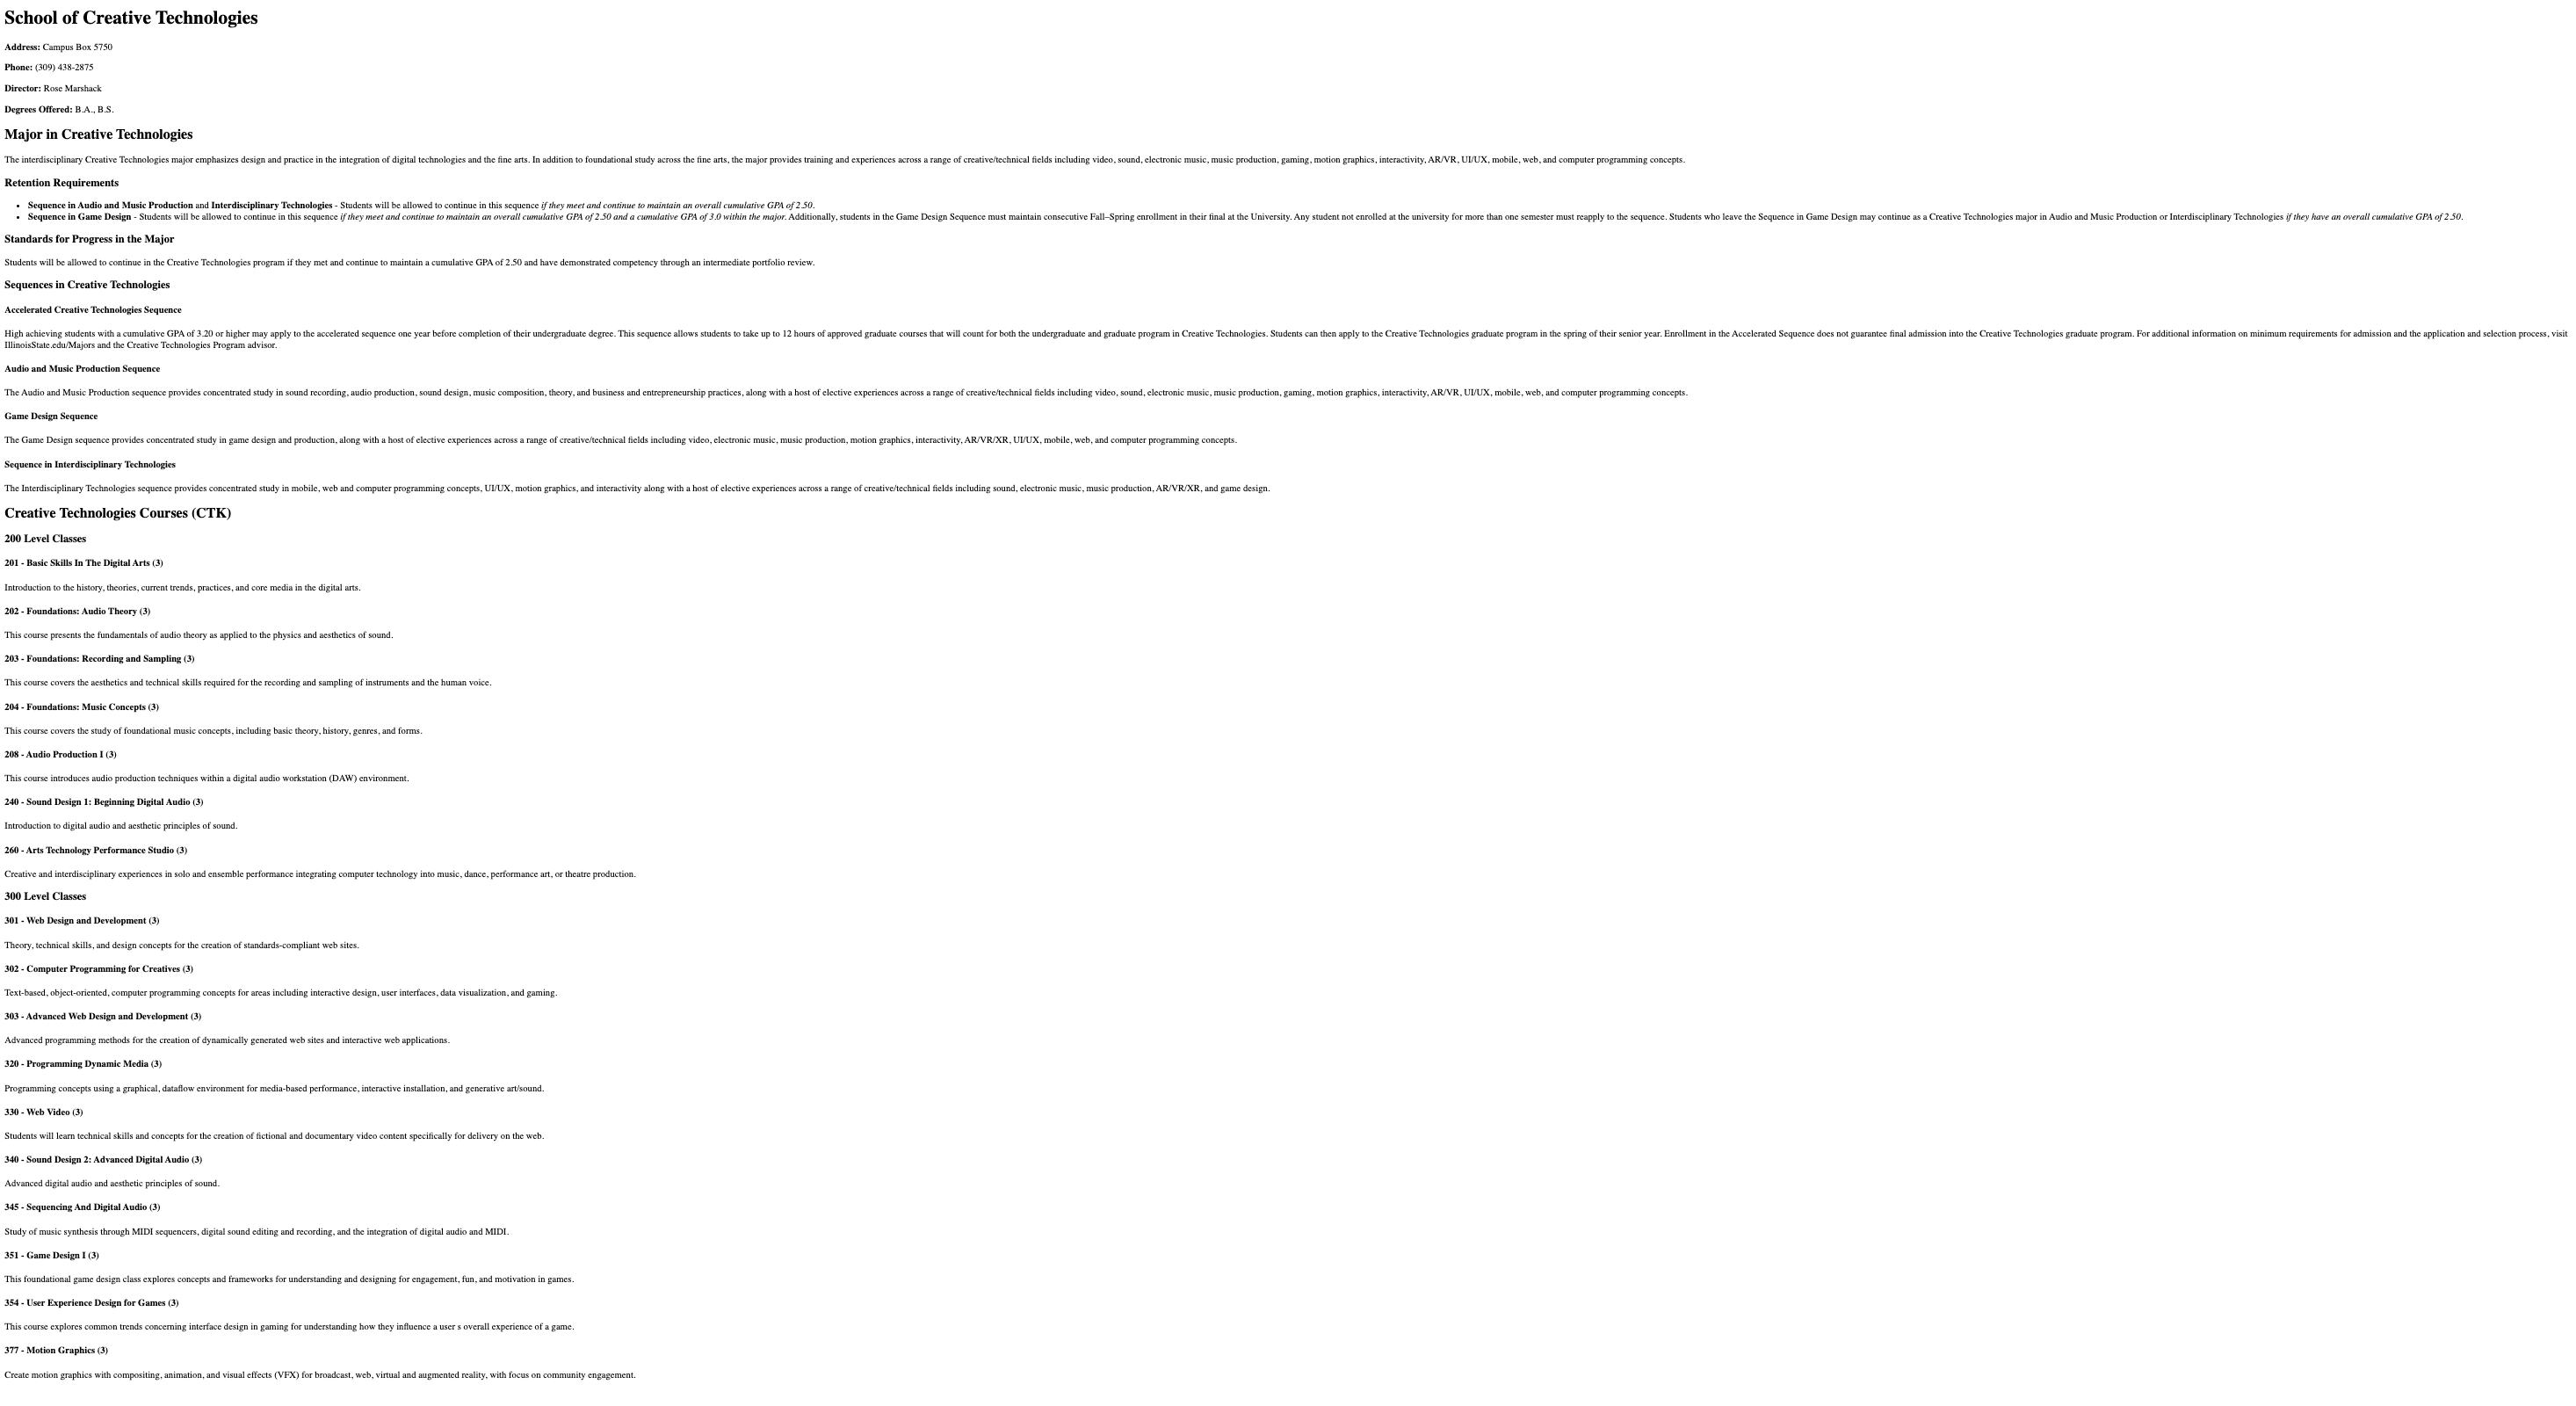 School of Creative Technologies
Address: Campus Box 5750
Phone: (309) 438-2875
Director: Rose Marshack
Degrees Offered: B.A., B.S.
Major in Creative Technologies
The interdisciplinary Creative Technologies major emphasizes design and practice in the integration of digital technologies and the fine arts. In addition to foundational study across the fine arts, the major provides training and experiences across a range of creative/technical fields including video, sound, electronic music, music production, gaming, motion graphics, interactivity, AR/VR, UI/UX, mobile, web, and computer programming concepts.
Retention Requirements
• Sequence in Audio and Music Production and Interdisciplinary Technologies - Students will be allowed to continue in this sequence if they meet and continue to maintain an overall cumulative GPA of 2.50.
• Sequence in Game Design - Students will be allowed to continue in this sequence if they meet and continue to maintain an overall cumulative GPA of 2.50 and a cumulative GPA of 3.0 within the major. Additionally, students in the Game Design Sequence must maintain consecutive Fall–Spring enrollment in their final at the University. Any student not enrolled at the university for more than one semester must reapply to the sequence. Students who leave the Sequence in Game Design may continue as a Creative Technologies major in Audio and Music Production or Interdisciplinary Technologies if they have an overall cumulative GPA of 2.50.
Standards for Progress in the Major
Students will be allowed to continue in the Creative Technologies program if they met and continue to maintain a cumulative GPA of 2.50 and have demonstrated competency through an intermediate portfolio review.
Sequences in Creative Technologies
Accelerated Creative Technologies Sequence
High achieving students with a cumulative GPA of 3.20 or higher may apply to the accelerated sequence one year before completion of their undergraduate degree. This sequence allows students to take up to 12 hours of approved graduate courses that will count for both the undergraduate and graduate program in Creative Technologies. Students can then apply to the Creative Technologies graduate program in the spring of their senior year. Enrollment in the Accelerated Sequence does not guarantee final admission into the Creative Technologies graduate program. For additional information on minimum requirements for admission and the application and selection process, visit
IllinoisState.edu/Majors and the Creative Technologies Program advisor.
Audio and Music Production Sequence
The Audio and Music Production sequence provides concentrated study in sound recording, audio production, sound design, music composition, theory, and business and entrepreneurship practices, along with a host of elective experiences across a range of creative/technical fields including video, sound, electronic music, music production, gaming, motion graphics, interactivity, AR/VR, UI/UX, mobile, web, and computer programming concepts.
Game Design Sequence
The Game Design sequence provides concentrated study in game design and production, along with a host of elective experiences across a range of creative/technical fields including video, electronic music, music production, motion graphics, interactivity, AR/VR/XR, UI/UX, mobile, web, and computer programming concepts.
Sequence in Interdisciplinary Technologies
The Interdisciplinary Technologies sequence provides concentrated study in mobile, web and computer programming concepts, UI/UX, motion graphics, and interactivity along with a host of elective experiences across a range of creative/technical fields including sound, electronic music, music production, AR/VR/XR, and game design.
Creative Technologies Courses (CTK)
200 Level Classes
201 - Basic Skills In The Digital Arts (3)
Introduction to the history, theories, current trends, practices, and core media in the digital arts.
202 - Foundations: Audio Theory (3)
This course presents the fundamentals of audio theory as applied to the physics and aesthetics of sound.
203 - Foundations: Recording and Sampling (3)
This course covers the aesthetics and technical skills required for the recording and sampling of instruments and the human voice.
204 - Foundations: Music Concepts (3)
This course covers the study of foundational music concepts, including basic theory, history, genres, and forms.
208 - Audio Production I (3)
This course introduces audio production techniques within a digital audio workstation (DAW) environment.
240 - Sound Design 1: Beginning Digital Audio (3)
Introduction to digital audio and aesthetic principles of sound.
260 - Arts Technology Performance Studio (3)
Creative and interdisciplinary experiences in solo and ensemble performance integrating computer technology into music, dance, performance art, or theatre production.
300 Level Classes
301 - Web Design and Development (3)
Theory, technical skills, and design concepts for the creation of standards-compliant web sites.
302 - Computer Programming for Creatives (3)
Text-based, object-oriented, computer programming concepts for areas including interactive design, user interfaces, data visualization, and gaming.
303 - Advanced Web Design and Development (3)
Advanced programming methods for the creation of dynamically generated web sites and interactive web applications.
320 - Programming Dynamic Media (3)
Programming concepts using a graphical, dataflow environment for media-based performance, interactive installation, and generative art/sound.
330 - Web Video (3)
Students will learn technical skills and concepts for the creation of fictional and documentary video content specifically for delivery on the web.
340 - Sound Design 2: Advanced Digital Audio (3)
Advanced digital audio and aesthetic principles of sound.
345 - Sequencing And Digital Audio (3)
Study of music synthesis through MIDI sequencers, digital sound editing and recording, and the integration of digital audio and MIDI.
351 - Game Design I (3)
This foundational game design class explores concepts and frameworks for understanding and designing for engagement, fun, and motivation in games.
354 - User Experience Design for Games (3)
This course explores common trends concerning interface design in gaming for understanding how they influence a user s overall experience of a game.
377 - Motion Graphics (3)
Create motion graphics with compositing, animation, and visual effects (VFX) for broadcast, web, virtual and augmented reality, with focus on community engagement.